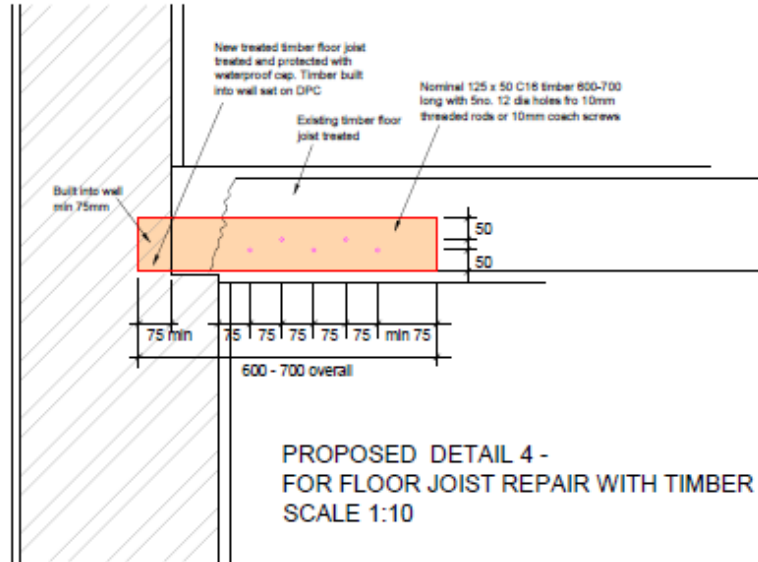 New treated timber floor joist
treated and protected with
waterproof cap. Timber built
into wall sat on DPC
Nominal 125 x 50 C16 timber 600-700
long with 5no. 12 dia holes fro 10mm
threaded rods or 10mm coach screws
Existing timber floor
joist treated
Built into wall
min 75mm
50
50
75 min
75
75
75
75
75
min 75
600 - 700 overall
PROPOSED DETAIL 4 -
FOR FLOOR JOIST REPAIR WITH TIMBER
SCALE 1:10